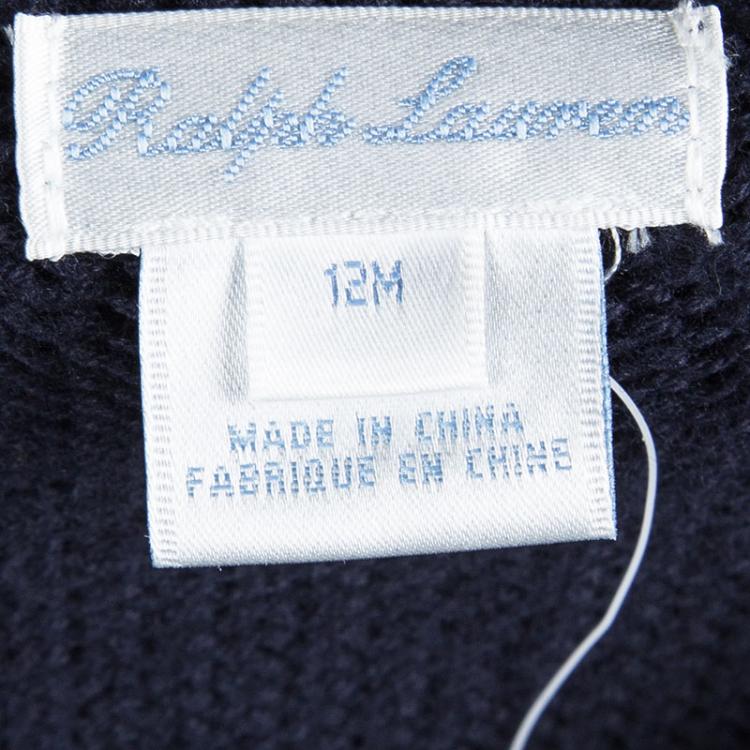 Ralph Lauren
12M
MADE IN CHINA
FABRIQUE EN CHINE